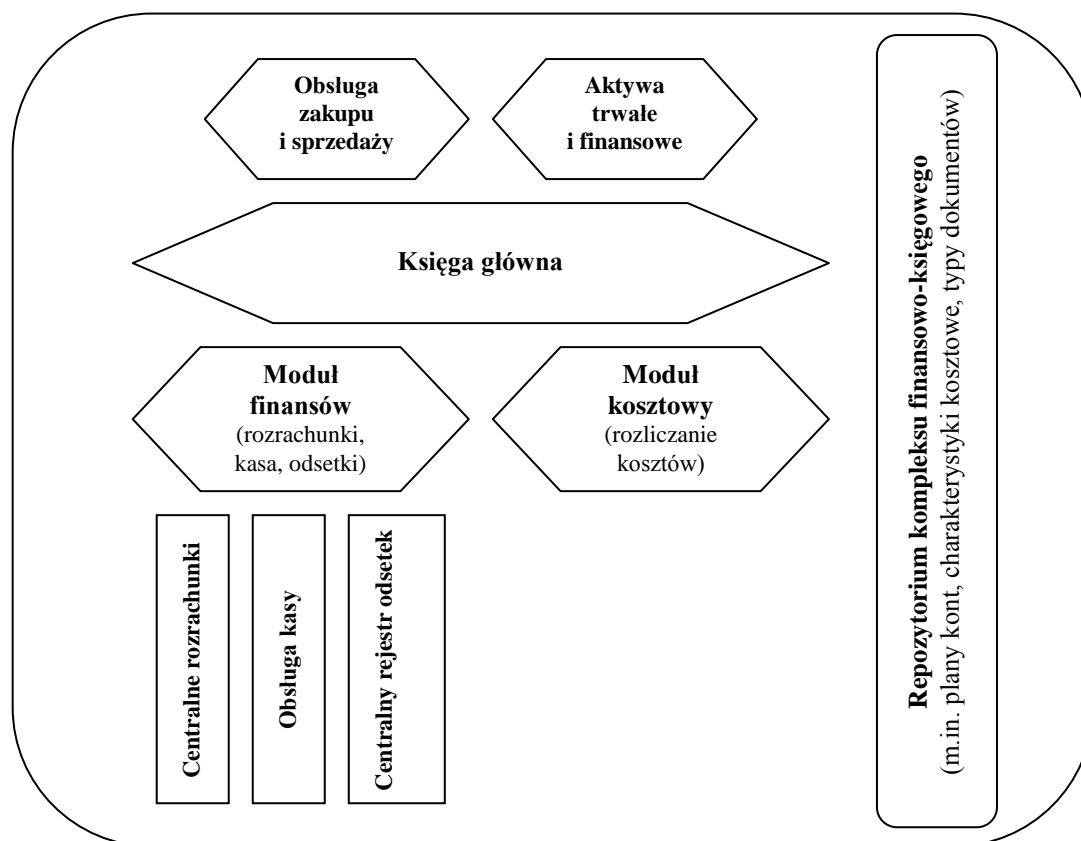 Obsługa
zakupu
i sprzedaży
Aktywa
trwałe
i finansowe
Księga główna
Moduł
finansów
(rozrachunki,
kasa, odsetki)
Moduł
kosztowy
(rozliczanie
kosztów)
Centralne rozrachunki
Obsługa kasy
Centralny rejestr odsetek
Repozytorium kompleksu finansowo-księgowego
(m.in. plany kont, charakterystyki kosztowe, typy dokumentów)